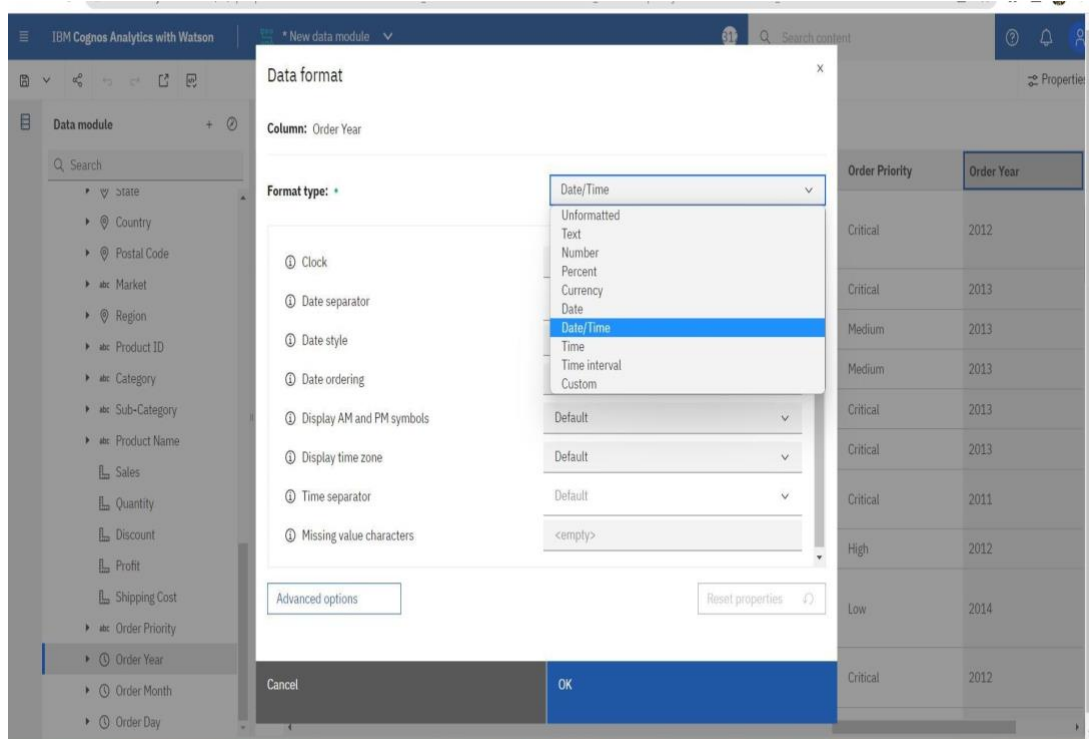 IBM Cognos Analytics with Watson
* New data module
Search content
Properties
Data module
Search
State
Country
Postal Code
abc Market
Region
abc Product ID
abc Category
abc Sub-Category
abc Product Name
Sales
Quantity
Discount
Profit
Shipping Cost
abc Order Priority
Order Year
Order Month
Order Day
Data format
x
Column: Order Year
Format type:
Date/Time
Unformatted
Text
Number
Percent
Currency
Date
Date/Time
Time
Time interval
Custom
Clock
Date separator
Date style
Date ordering
Display AM and PM symbols Default
Display time zone Default
Time separator Default
Missing value characters <empty>
Advanced options
Reset properties
Cancel
OK
Order Priority Order Year
Critical 2012
Critical 2013
Medium 2013
Medium 2013
Critical 2013
Critical 2013
Critical 2011
High 2012
Low 2014
Critical 2012